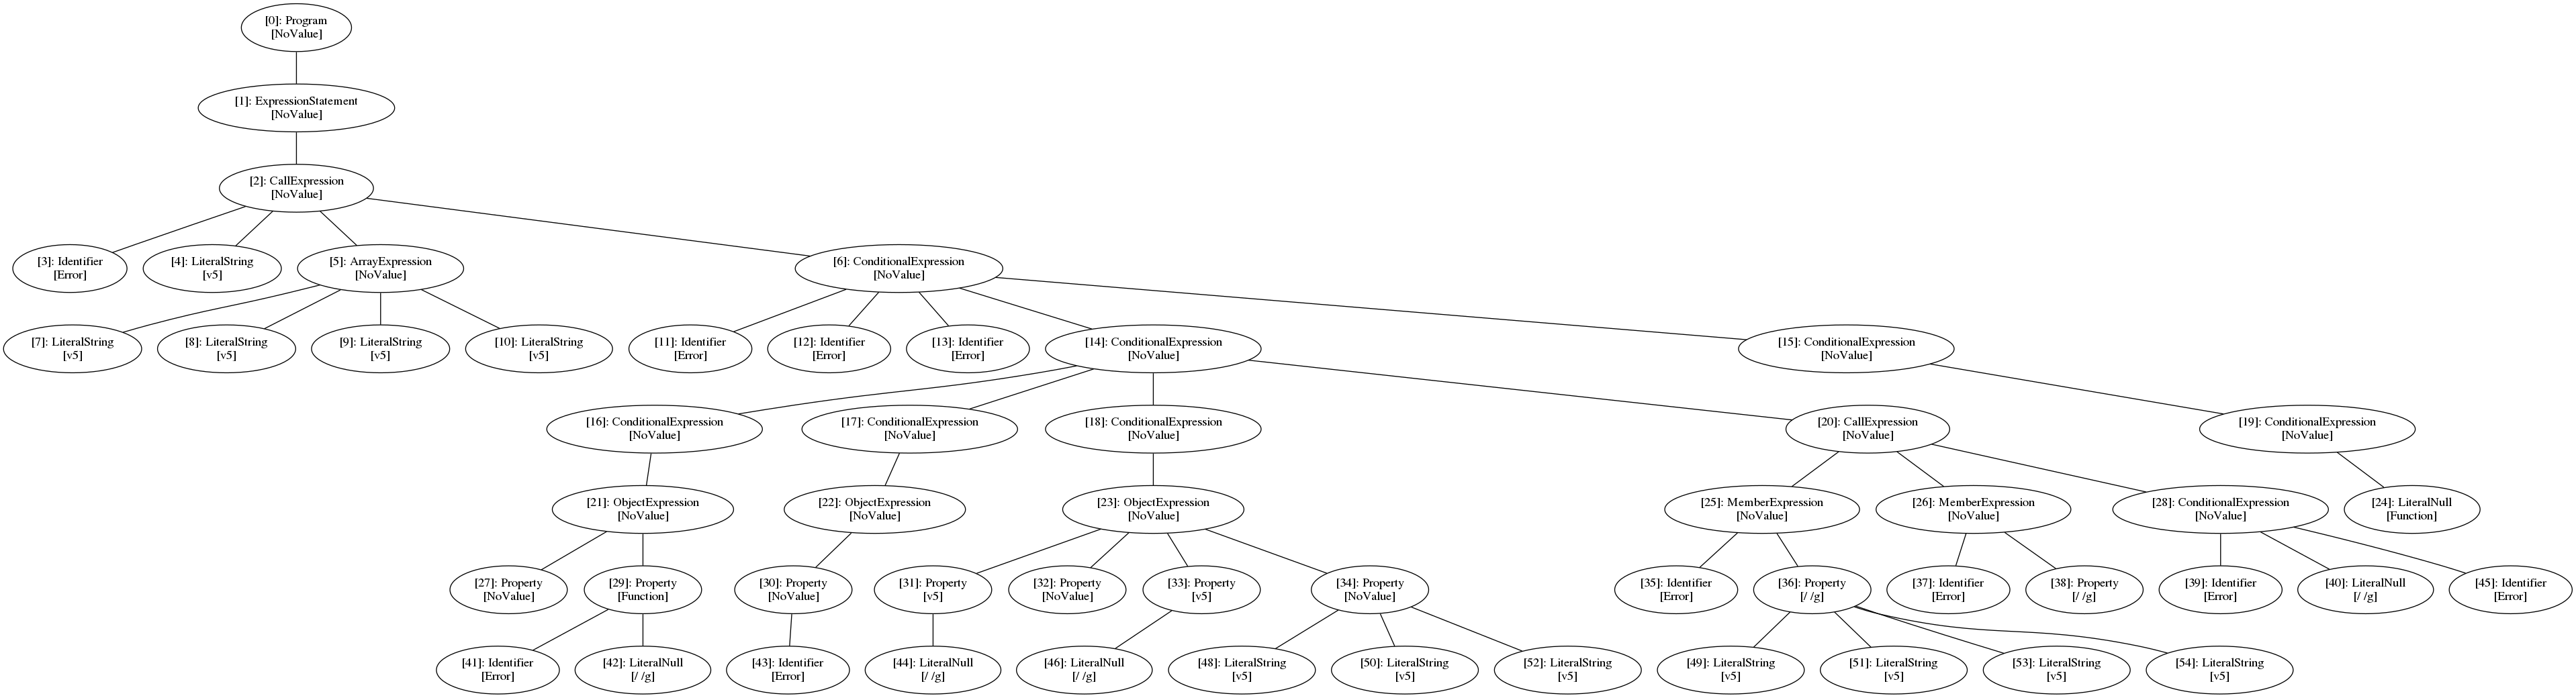 [0]: Program
[NoValue]
[1]: ExpressionStatement
[NoValue]
[2]: CallExpression
[NoValue]
[3]: Identifier
[Error]
[4]: LiteralString
[v5]
[5]: ArrayExpression
[NoValue]
[6]: ConditionalExpression
[NoValue]
[7]: LiteralString
[v5]
[8]: LiteralString
[v5]
[9]: LiteralString
[v5]
[10]: LiteralString
[v5]
[11]: Identifier
[Error]
[12]: Identifier
[Error]
[13]: Identifier
[Error]
[14]: ConditionalExpression
[NoValue]
[15]: ConditionalExpression
[NoValue]
[16]: ConditionalExpression
[NoValue]
[17]: ConditionalExpression
[NoValue]
[18]: ConditionalExpression
[NoValue]
[20]: CallExpression
[NoValue]
[19]: ConditionalExpression
[NoValue]
[21]: ObjectExpression
[NoValue]
[22]: ObjectExpression
[NoValue]
[23]: ObjectExpression
[NoValue]
[25]: MemberExpression
[NoValue]
[26]: MemberExpression
[NoValue]
[28]: ConditionalExpression
[NoValue]
[24]: LiteralNull
[Function]
[27]: Property
[NoValue]
[29]: Property
[Function]
[30]: Property
[NoValue]
[31]: Property
[v5]
[32]: Property
[NoValue]
[33]: Property
[v5]
[34]: Property
[NoValue]
[35]: Identifier
[Error]
[36]: Property
[/ /g]
[37]: Identifier
[Error]
[38]: Property
[/ /g]
[39]: Identifier
[Error]
[40]: LiteralNull
[/ /g]
[45]: Identifier
[Error]
[41]: Identifier
[Error]
[42]: LiteralNull
[/ /g]
[43]: Identifier
[Error]
[44]: LiteralNull
[/ /g]
[46]: LiteralNull
[/ /g]
[48]: LiteralString
[v5]
[50]: LiteralString
[v5]
[52]: LiteralString
[v5]
[49]: LiteralString
[v5]
[51]: LiteralString
[v5]
[53]: LiteralString
[v5]
[54]: LiteralString
[v5]